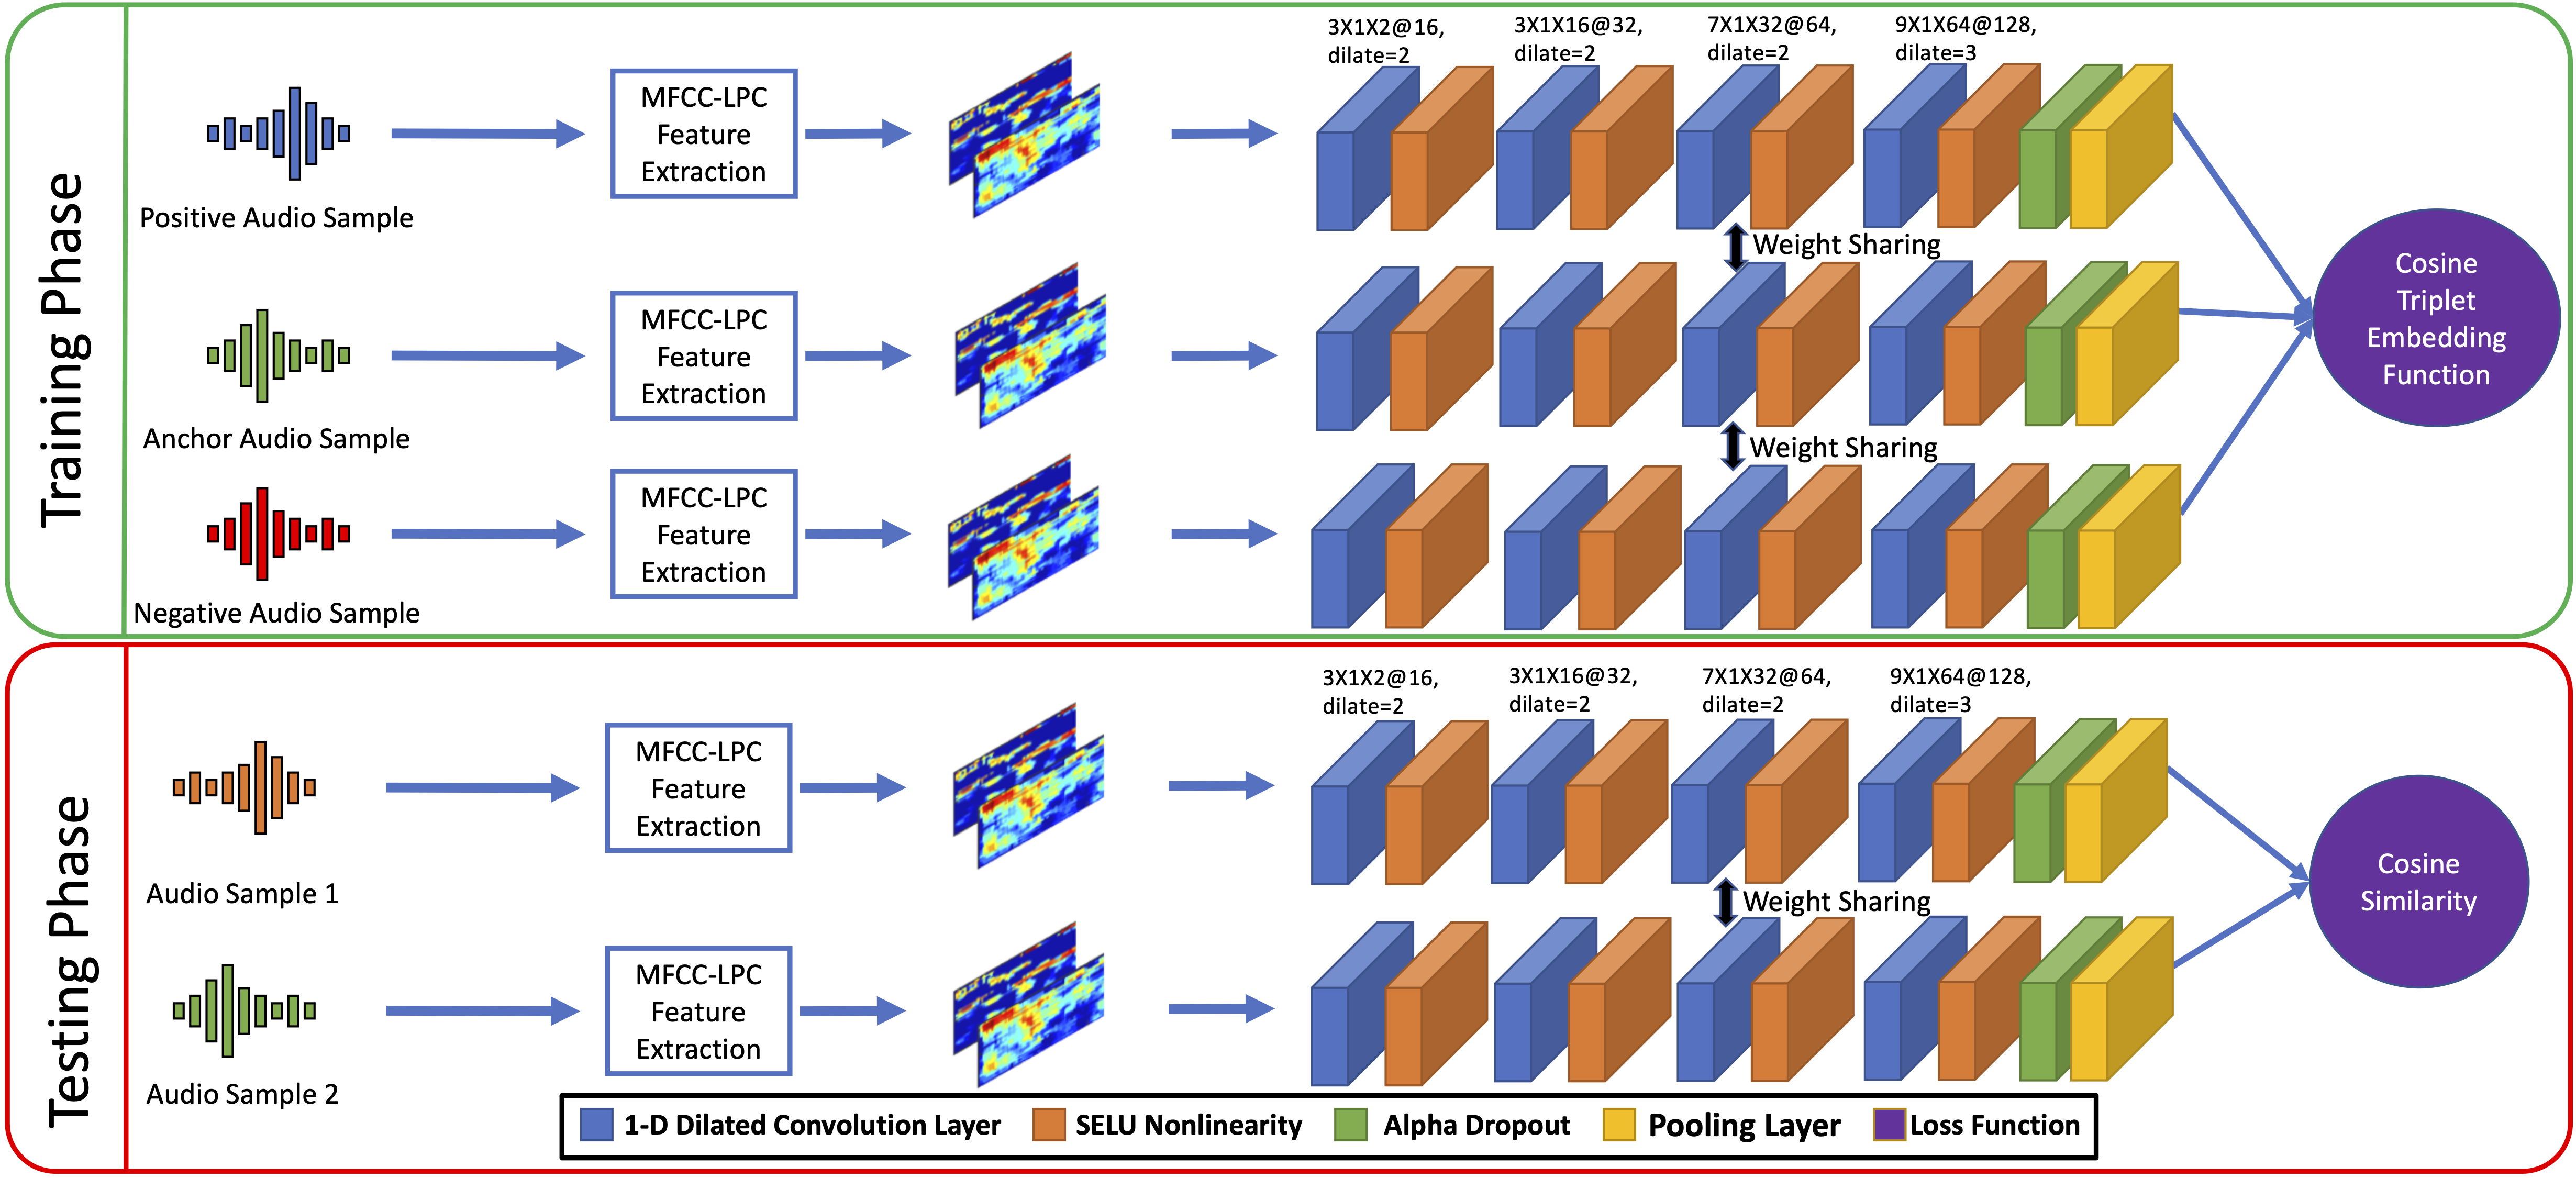 Training Phase
Positive Audio Sample
MFCC-LPC
Feature
Extraction
3X1X2@16,
dilate=2
3X1X16@32,
dilate=2
7X1X32@64,
dilate=2
9X1X64@128,
dilate=3
Weight Sharing
Anchor Audio Sample
MFCC-LPC
Feature
Extraction
Weight Sharing
Negative Audio Sample
MFCC-LPC
Feature
Extraction
Cosine
Triplet
Embedding
Function
Testing Phase
Audio Sample 1
MFCC-LPC
Feature
Extraction
3X1X2@16,
dilate=2
3X1X16@32,
dilate=2
7X1X32@64,
dilate=2
9X1X64@128,
dilate=3
Weight Sharing
Audio Sample 2
MFCC-LPC
Feature
Extraction
Cosine
Similarity
1-D Dilated Convolution Layer
SELU Nonlinearity
Alpha Dropout
Pooling Layer
Loss Function